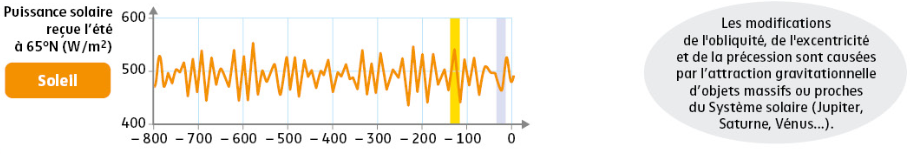 Puissance solaire
reçue l'été
à 65°N (W/m²)
Soleil
600
500
400
– 800 – 700 – 600 – 500 – 400 – 300 – 200 – 100 0
Les modifications
de l'obliquité, de l'excentricité
et de la précession sont causées
par l'attraction gravitationnelle
d'objets massifs ou proches
du Système solaire (Jupiter,
Saturne, Vénus...).